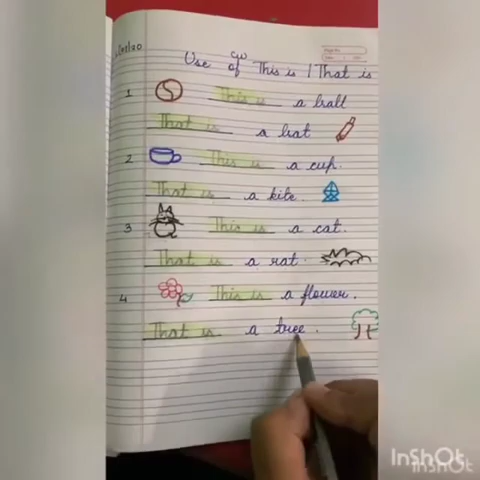 Use of This is / That is
CW
1 This is a ball
That is a bat
2 This is a cup.
That is a kite.
3 This is a cat.
That is a rat.
4 This is a flower.
That is a tree.
InShOt